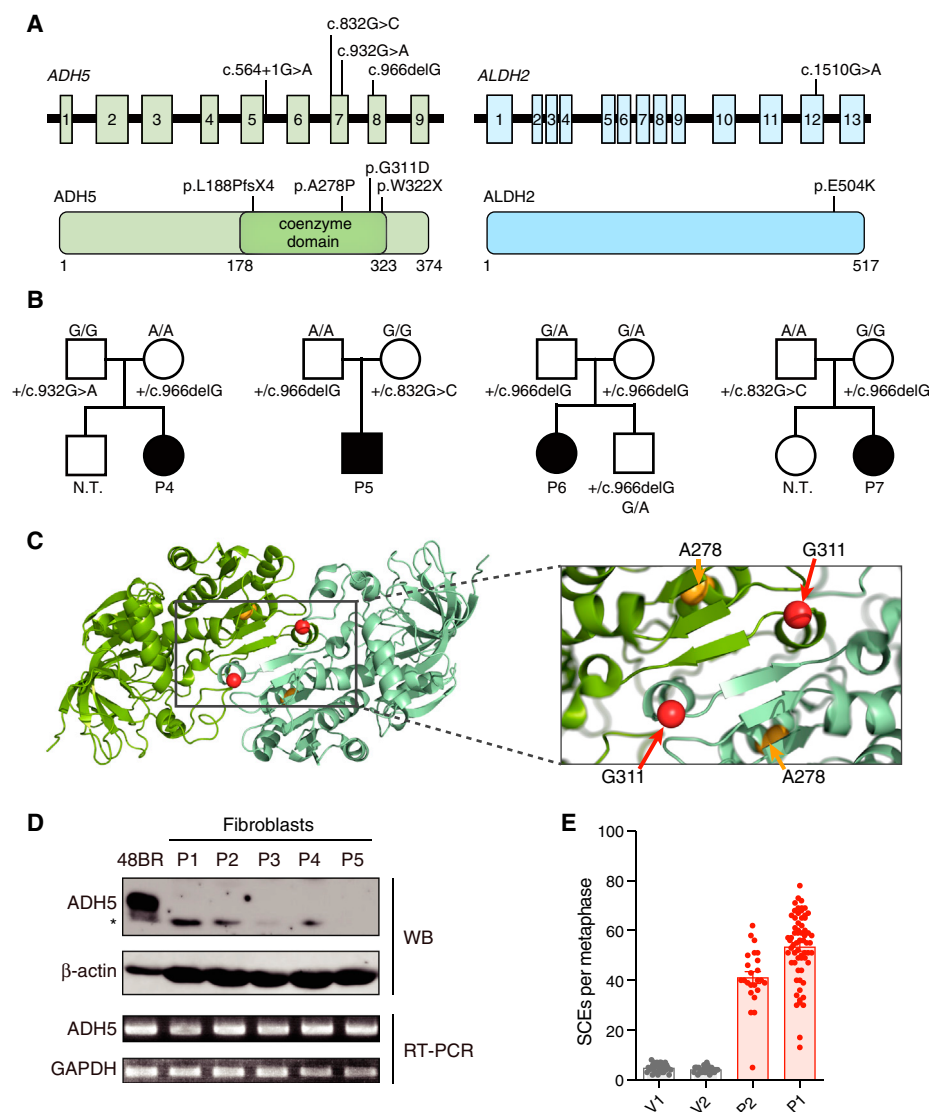 A
ADH5
c.564+1G>A
c.832G>C
c.932G>A
c.966delG
1 2 3 4 5 6 7 8 9
ALDH2
c.1510G>A
1 2 3 4 5 6 7 8 9 10 11 12 13
ADH5
p.L188PfsX4
p.A278P
p.G311D
p.W322X
coenzyme
domain
1 178 323 374
ALDH2
p.E504K
1 517
B
G/G A/A
+/c.932G>A +/c.966delG
N.T. P4
A/A G/G
+/c.966delG +/c.832G>C
P5
G/A G/A
+/c.966delG +/c.966delG
P6 +/c.966delG
G/A
A/A G/G
+/c.832G>C +/c.966delG
N.T. P7
C
A278 G311
G311 A278
D
Fibroblasts
48BR P1 P2 P3 P4 P5
ADH5
*
β-actin
WB
ADH5
GAPDH
RT-PCR
E
SCEs per metaphase
100
80
60
40
20
0
V1 V2 P2 P1